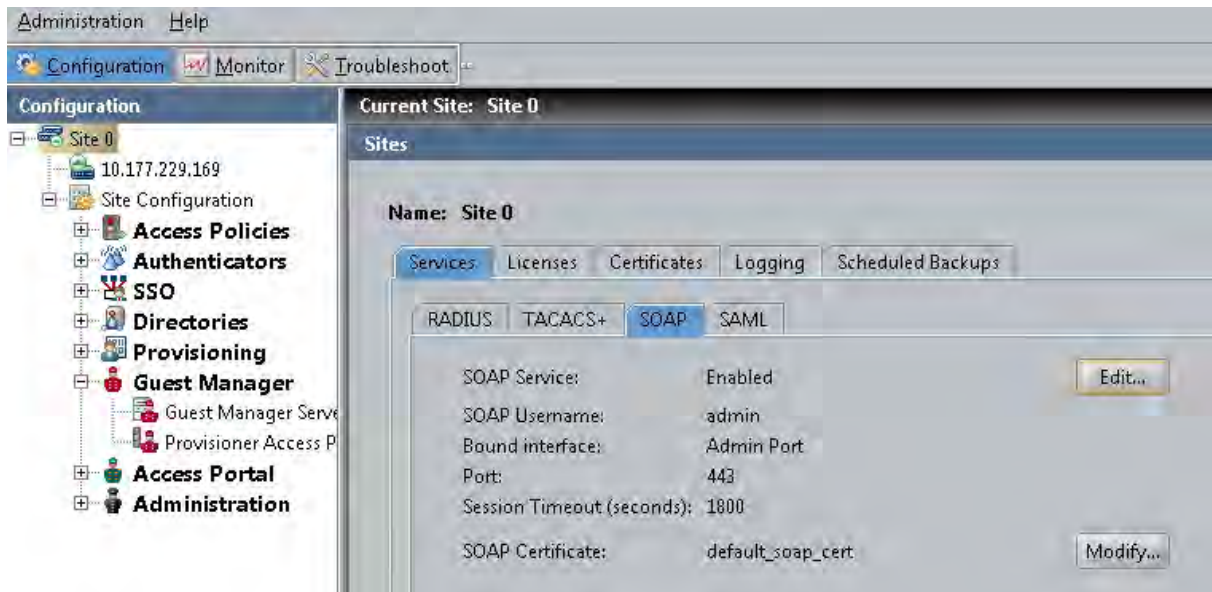 Administration Help
Configuration Monitor Troubleshoot
Configuration
Current Site: Site 0
Site 0
10.177.229.169
Site Configuration
Access Policies
Authenticators
SSO
Directories
Provisioning
Guest Manager
Guest Manager Serve
Provisioner Access P
Access Portal
Administration
Sites
Name: Site 0
Services Licenses Certificates Logging Scheduled Backups
RADIUS TACACS+ SOAP SAML
SOAP Service: Enabled Edit...
SOAP Username: admin
Bound interface: Admin Port
Port: 443
Session Timeout (seconds): 1800
SOAP Certificate: default_soap_cert Modify...